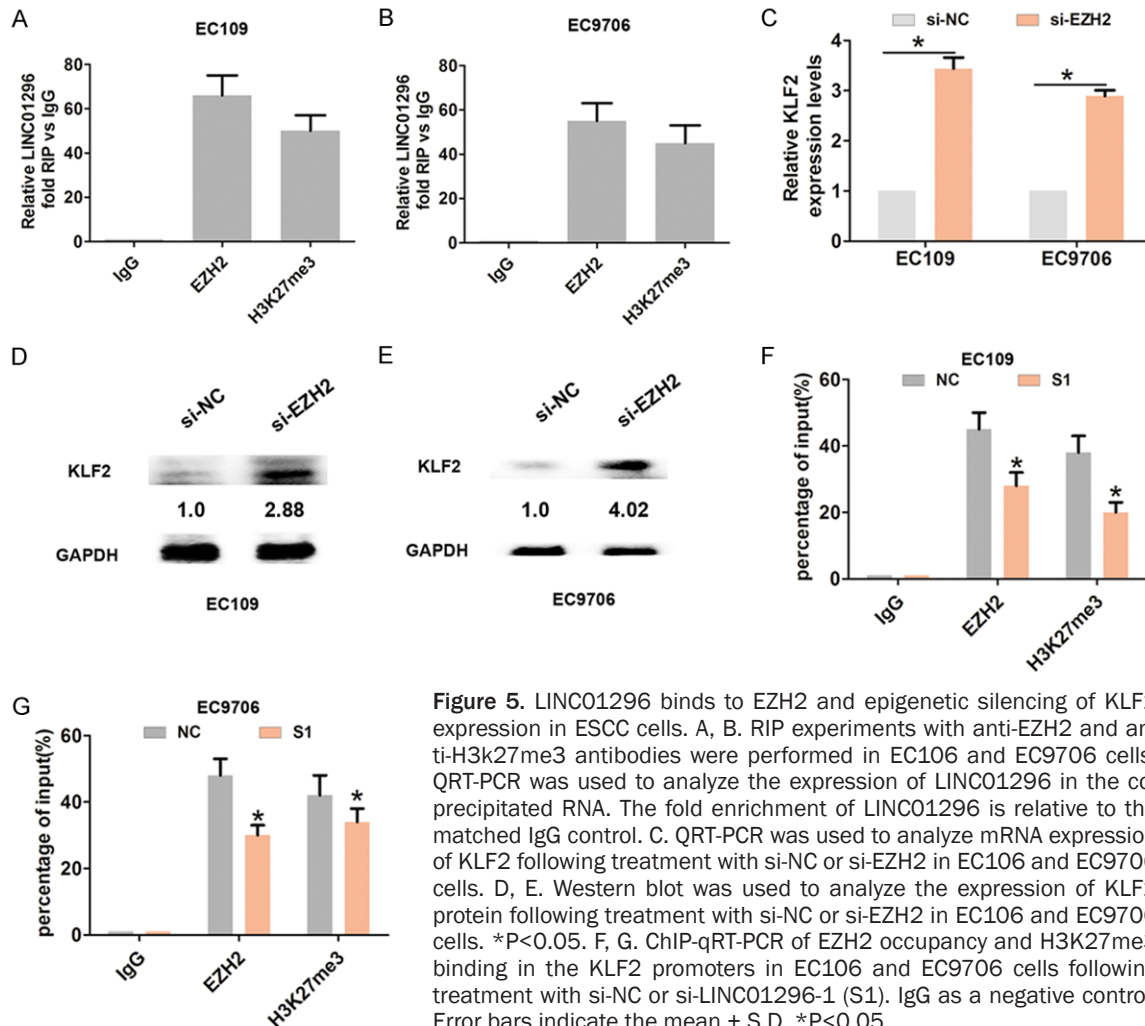 A
EC109
Relative LINC01296
fold RIP vs IgG
80
60
40
20
0
IgG
EZH2
H3K27me3
B
EC9706
Relative LINC01296
fold RIP vs IgG
80
60
40
20
0
IgG
EZH2
H3K27me3
C
si-NC
si-EZH2
Relative KLF2
expression levels
4
3
2
1
0
*
*
EC109
EC9706
D
si-NC
si-EZH2
KLF2
1.0
2.88
GAPDH
EC109
E
si-NC
si-EZH2
KLF2
1.0
4.02
GAPDH
EC9706
F
EC109
NC
S1
percentage of input(%)
60
40
20
0
*
*
IgG
EZH2
H3K27me3
G
EC9706
NC
S1
percentage of input(%)
60
40
20
0
*
*
IgG
EZH2
H3K27me3
Figure 5. LINC01296 binds to EZH2 and epigenetic silencing of
expression in ESCC cells. A, B. RIP experiments with anti-EZH2 and
ti-H3k27me3 antibodies were performed in EC106 and EC9706 cells
QRT-PCR was used to analyze the expression of LINC01296 in the
precipitated RNA. The fold enrichment of LINC01296 is relative to
matched IgG control. C. QRT-PCR was used to analyze mRNA
of KLF2 following treatment with si-NC or si-EZH2 in EC106 and
cells. D, E. Western blot was used to analyze the expression of
protein following treatment with si-NC or si-EZH2 in EC106 and
cells. *P<0.05. F, G. ChIP-qRT-PCR of EZH2 occupancy and
binding in the KLF2 promoters in EC106 and EC9706 cells
treatment with si-NC or si-LINC01296-1 (S1). IgG as a negative
Error bars indicate the mean ± S.D. *P<0.05